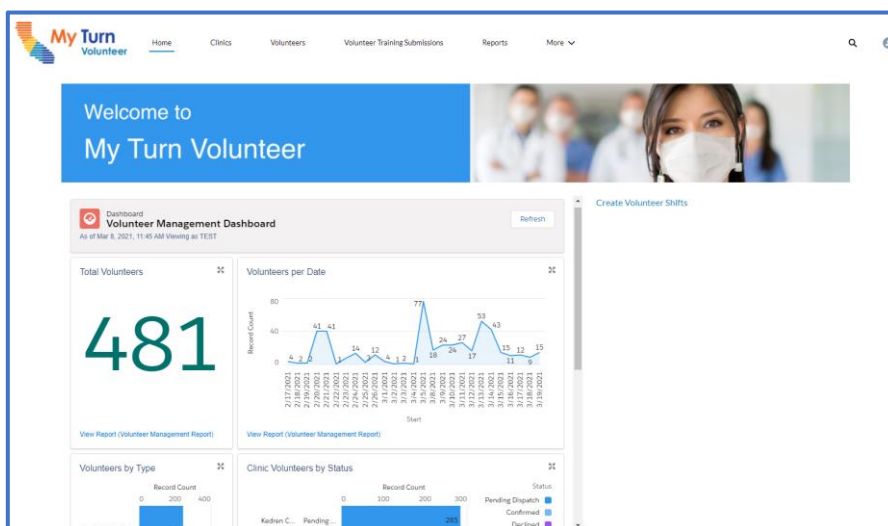 My Turn
Volunteer
Home Clinics Volunteers Volunteer Training Submissions Reports More
Welcome to
My Turn Volunteer
Dashboard
Volunteer Management Dashboard
As of Mar 8, 2021, 11:45 AM Viewing as TEST
Refresh
Create Volunteer Shifts
Total Volunteers
481
View Report (Volunteer Management Report)
Volunteers per Date
Record Count
80
40
0
4 2 2 41 41 1 14 3 12 4 1 2 1 77 18 24 24 27 17 53 43 15 11 12 9 15
2/17/2021
2/18/2021
2/19/2021
2/20/2021
2/21/2021
2/22/2021
2/23/2021
2/24/2021
2/25/2021
2/26/2021
3/1/2021
3/2/2021
3/3/2021
3/4/2021
3/5/2021
3/8/2021
3/9/2021
3/10/2021
3/11/2021
3/12/2021
3/13/2021
3/14/2021
3/15/2021
3/16/2021
3/17/2021
3/18/2021
3/19/2021
Start
View Report (Volunteer Management Report)
Volunteers by Type
Record Count
0 200 400
Clinic Volunteers by Status
Record Count
0 100 200 300
Kedren C... Pending ...
285
Status
Pending Dispatch
Confirmed
Declined